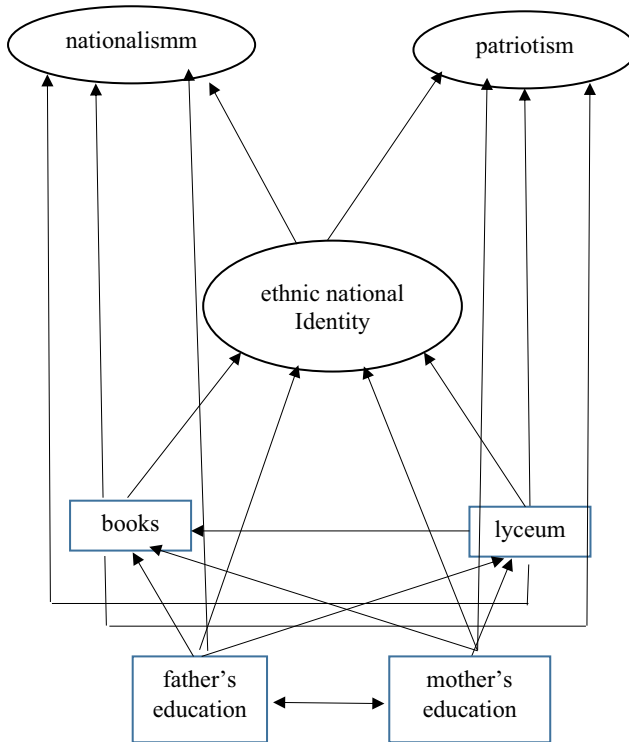 nationalismm
patriotism
ethnic national
Identity
books
lyceum
father’s
education
mother’s
education